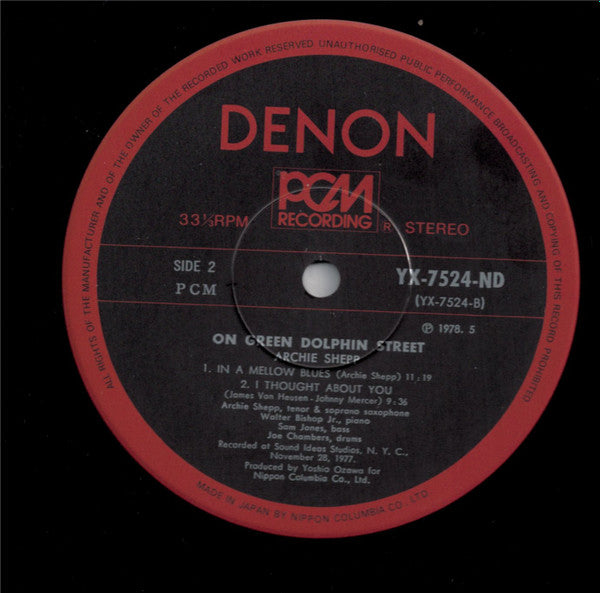 ALL RIGHTS OF THE MANUFACTURER AND OF THE OWNER OF THE RECORDED WORK RESERVED UNAUTHORISED PUBLIC PERFORMANCE BROADCASTING AND COPYING OF THIS RECORD PROHIBITED
DENON
PCM
RECORDING
33⅓RPM
R STEREO
SIDE 2
PCM
YX-7524-ND
(YX-7524-B)
℗ 1978. 5
ON GREEN DOLPHIN STREET
ARCHIE SHEPP
1. IN A MELLOW BLUES (Archie Shepp) 11:19
2. I THOUGHT ABOUT YOU
(James Van Heusen - Johnny Mercer) 9:36
Archie Shepp, tenor & soprano saxophone
Walter Bishop Jr., piano
Sam Jones, bass
Joe Chambers, drums
Recorded at Sound Ideas Studios, N. Y. C.,
November 28, 1977.
Produced by Yoshio Ozawa for
Nippon Columbia Co., Ltd.
MADE IN JAPAN BY NIPPON COLUMBIA CO., LTD.